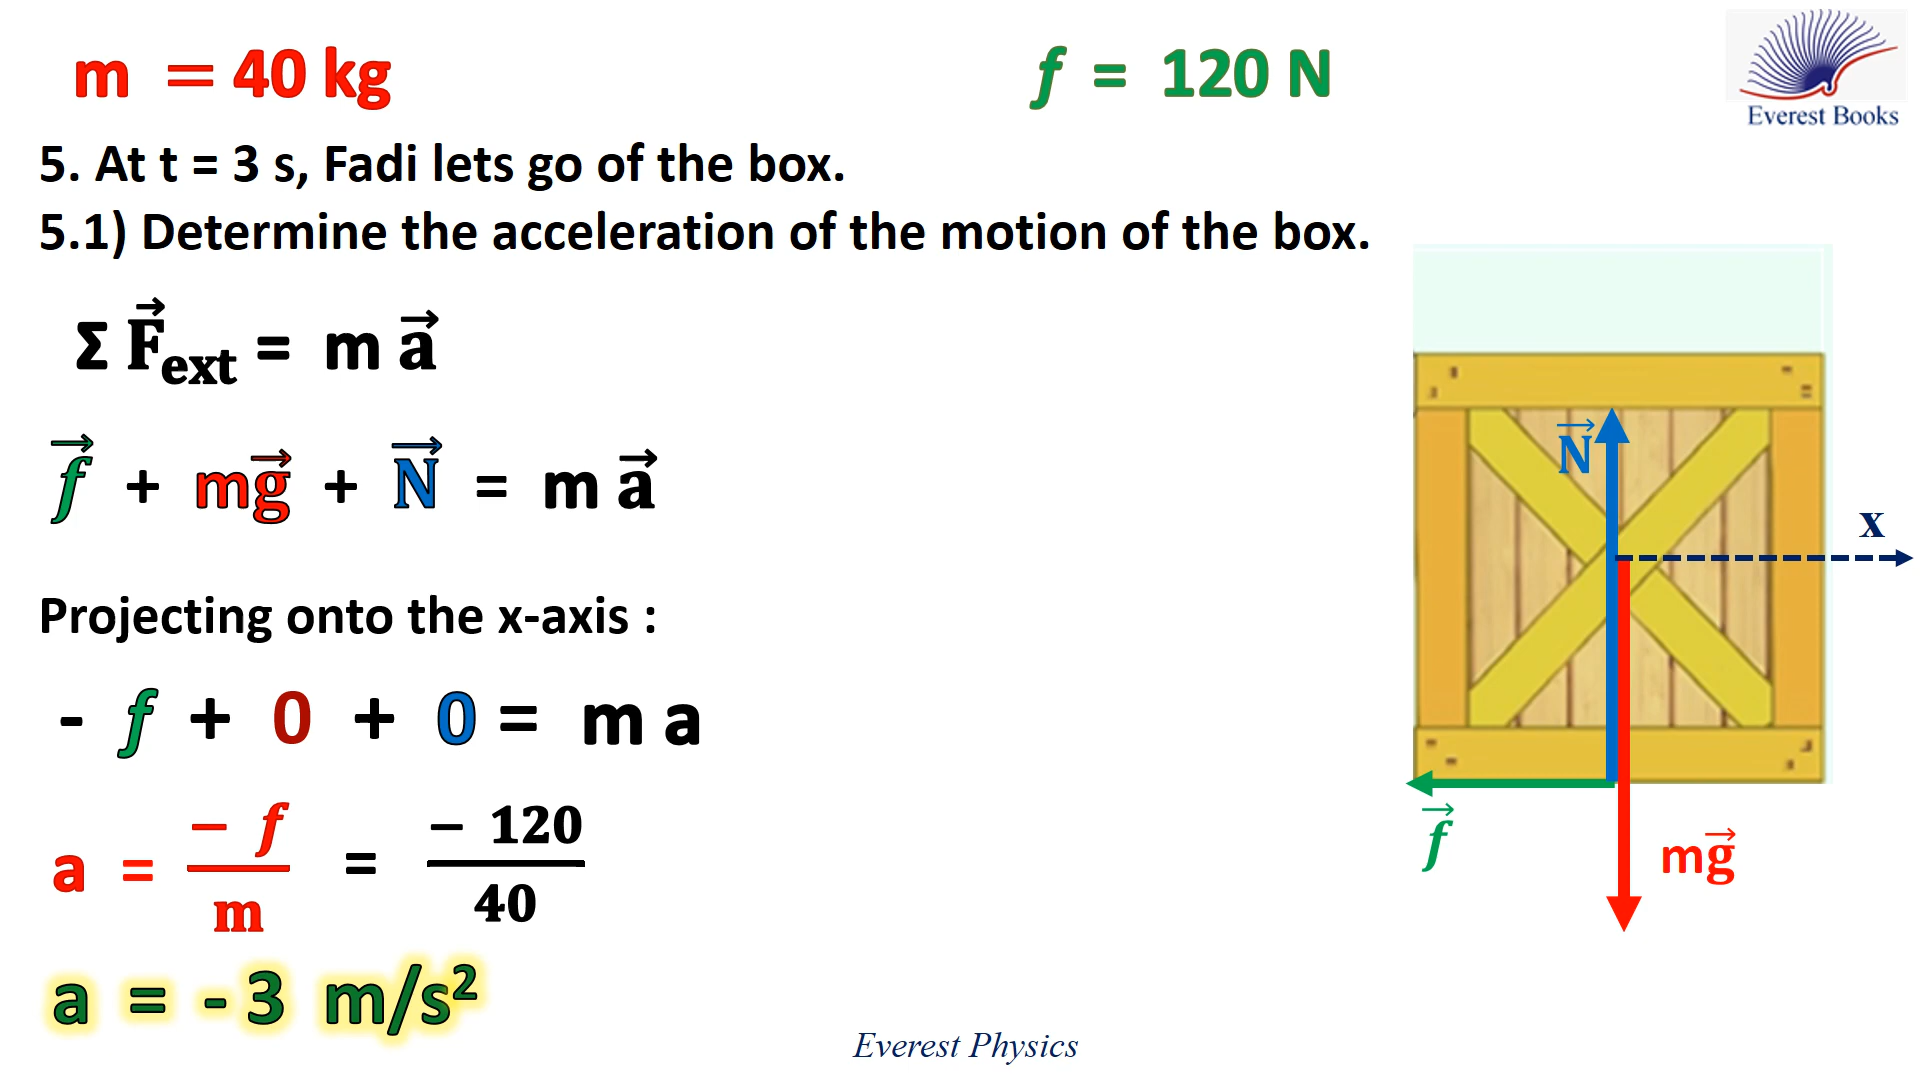 m = 40 kg
f = 120 N
Everest Books
5. At t = 3 s, Fadi lets go of the box.
5.1) Determine the acceleration of the motion of the box.
Σ F⃗ext = m a⃗
f⃗ + mg⃗ + N⃗ = m a⃗
Projecting onto the x-axis :
- f + 0 + 0 = m a
a = − f / m = − 120 / 40
a = - 3 m/s²
N⃗
x
f⃗
mg⃗
Everest Physics